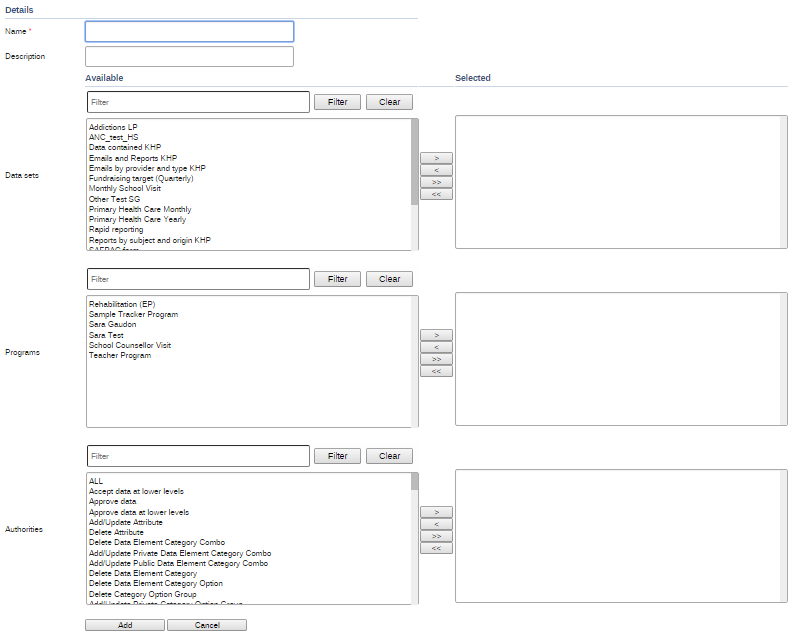 Details
Name *
Description
Available Selected
Filter Filter Clear
Data sets
Addictions LP
ANC_test_HS
Data contained KHP
Emails and Reports KHP
Emails by provider and type KHP
Fundraising target (Quarterly)
Monthly School Visit
Other Test SG
Primary Health Care Monthly
Primary Health Care Yearly
Rapid reporting
Reports by subject and origin KHP
>
<
>>
<<
Filter Filter Clear
Programs
Rehabilitation (EP)
Sample Tracker Program
Sara Gaudon
Sara Test
School Counsellor Visit
Teacher Program
>
<
>>
<<
Filter Filter Clear
Authorities
ALL
Accept data at lower levels
Approve data
Approve data at lower levels
Add/Update Attribute
Delete Attribute
Delete Data Element Category Combo
Add/Update Private Data Element Category Combo
Add/Update Public Data Element Category Combo
Delete Data Element Category
Delete Data Element Category Option
Delete Category Option Group
Add/Update Private Category Option Group
>
<
>>
<<
Add Cancel